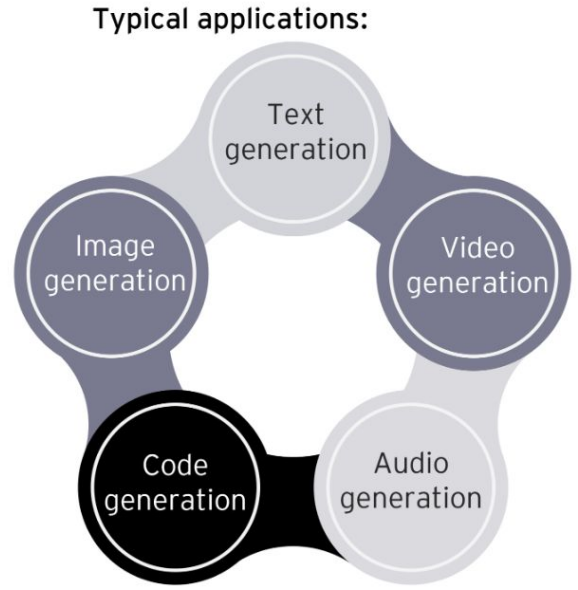 Typical applications:
Text
generation
Image
generation
Video
generation
Code
generation
Audio
generation